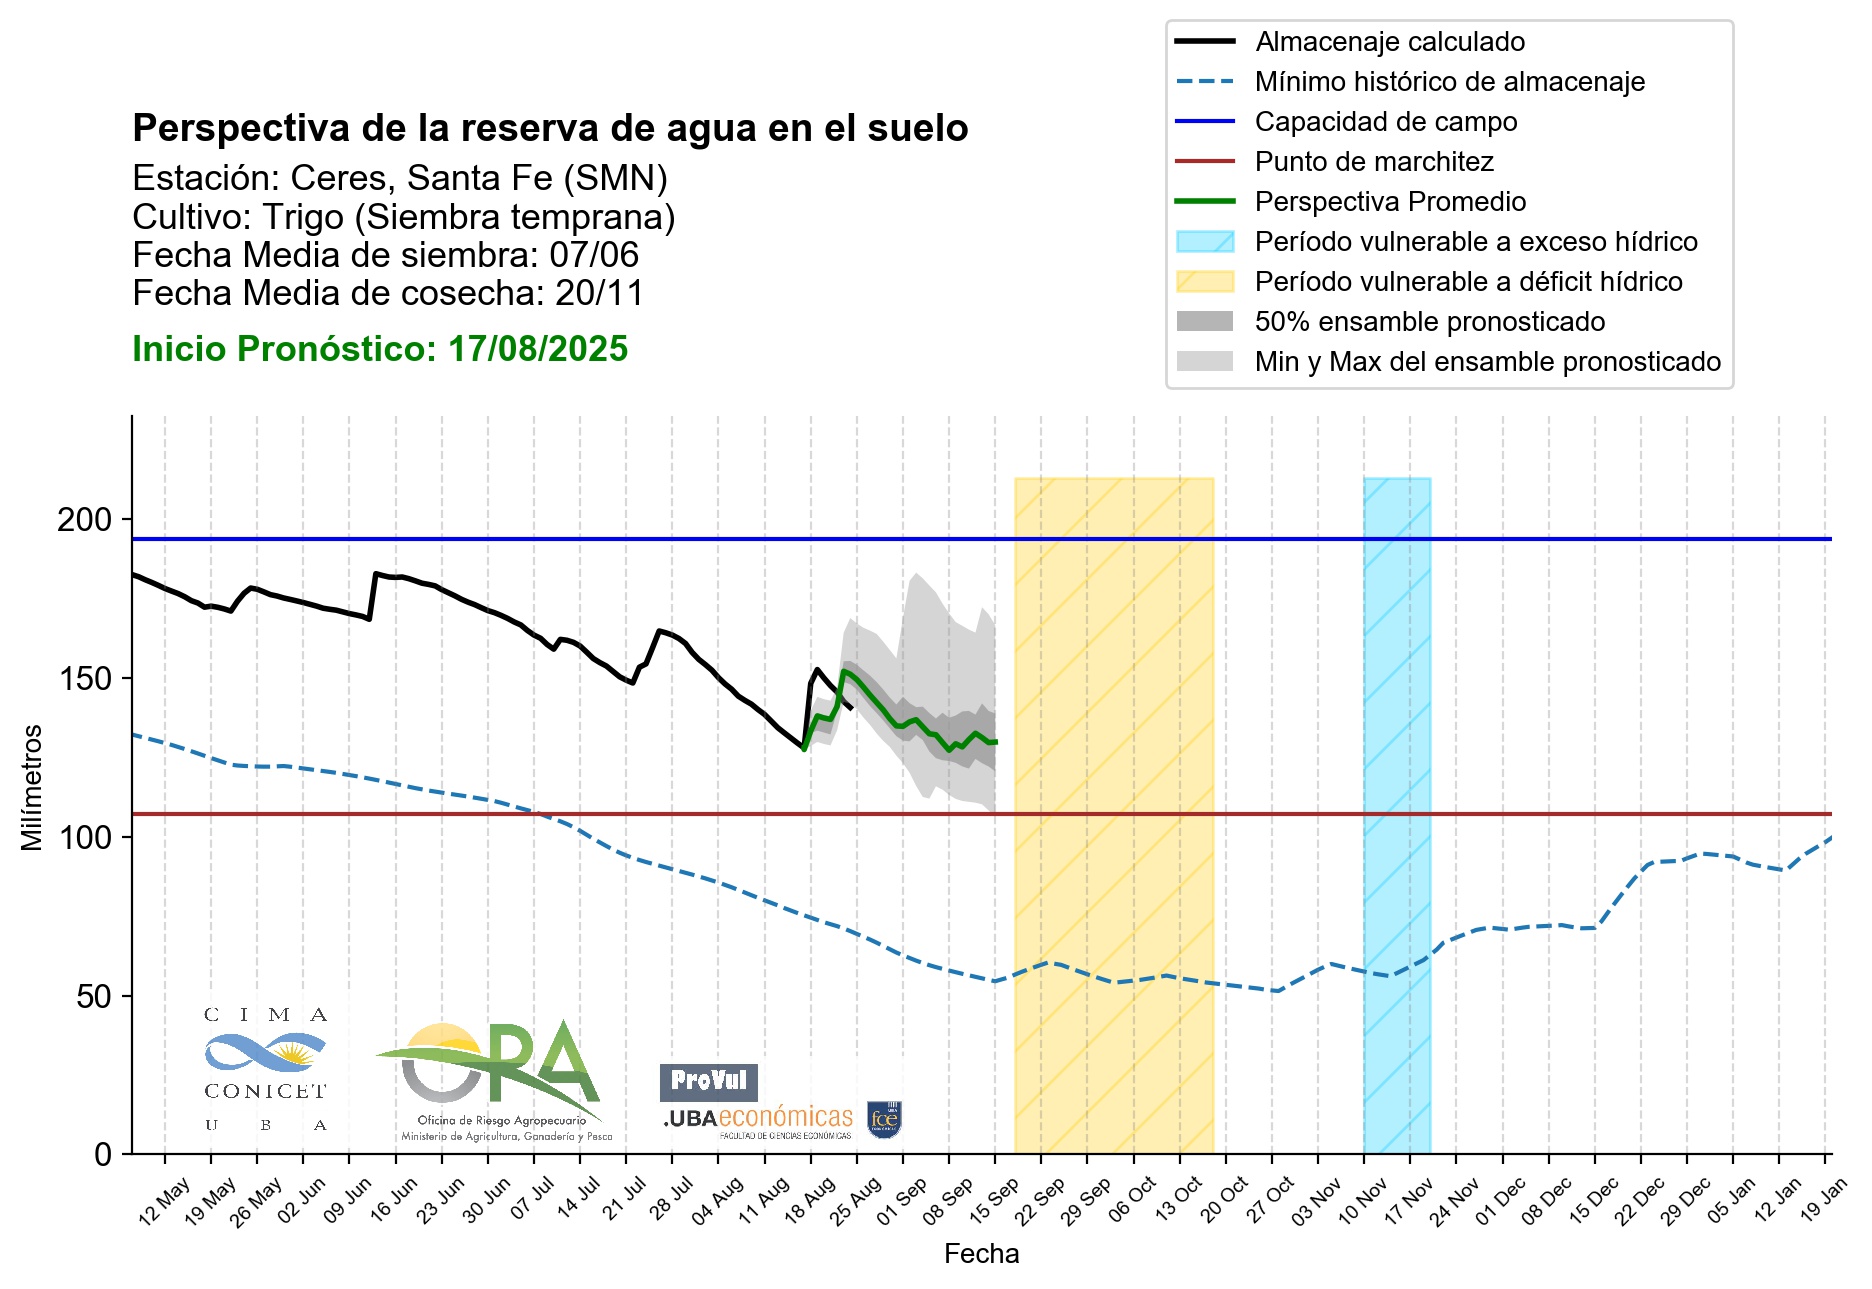 Almacenaje calculado
Mínimo histórico de almacenaje
Capacidad de campo
Punto de marchitez
Perspectiva Promedio
Período vulnerable a exceso hídrico
Período vulnerable a déficit hídrico
50% ensamble pronosticado
Min y Max del ensamble pronosticado
Perspectiva de la reserva de agua en el suelo
Estación: Ceres, Santa Fe (SMN)
Cultivo: Trigo (Siembra temprana)
Fecha Media de siembra: 07/06
Fecha Media de cosecha: 20/11
Inicio Pronóstico: 17/08/2025
Milímetros
200
150
100
50
0
CIMA
CONICET
UBA
ORA
Oficina de Riesgo Agropecuario
Ministerio de Agricultura, Ganadería y Pesca
ProVul
.UBAeconómicas
FACULTAD DE CIENCIAS ECONÓMICAS
fce
12 May
19 May
26 May
02 Jun
09 Jun
16 Jun
23 Jun
30 Jun
07 Jul
14 Jul
21 Jul
28 Jul
04 Aug
11 Aug
18 Aug
25 Aug
01 Sep
08 Sep
15 Sep
22 Sep
29 Sep
06 Oct
13 Oct
20 Oct
27 Oct
03 Nov
10 Nov
17 Nov
24 Nov
01 Dec
08 Dec
15 Dec
22 Dec
29 Dec
05 Jan
12 Jan
19 Jan
Fecha